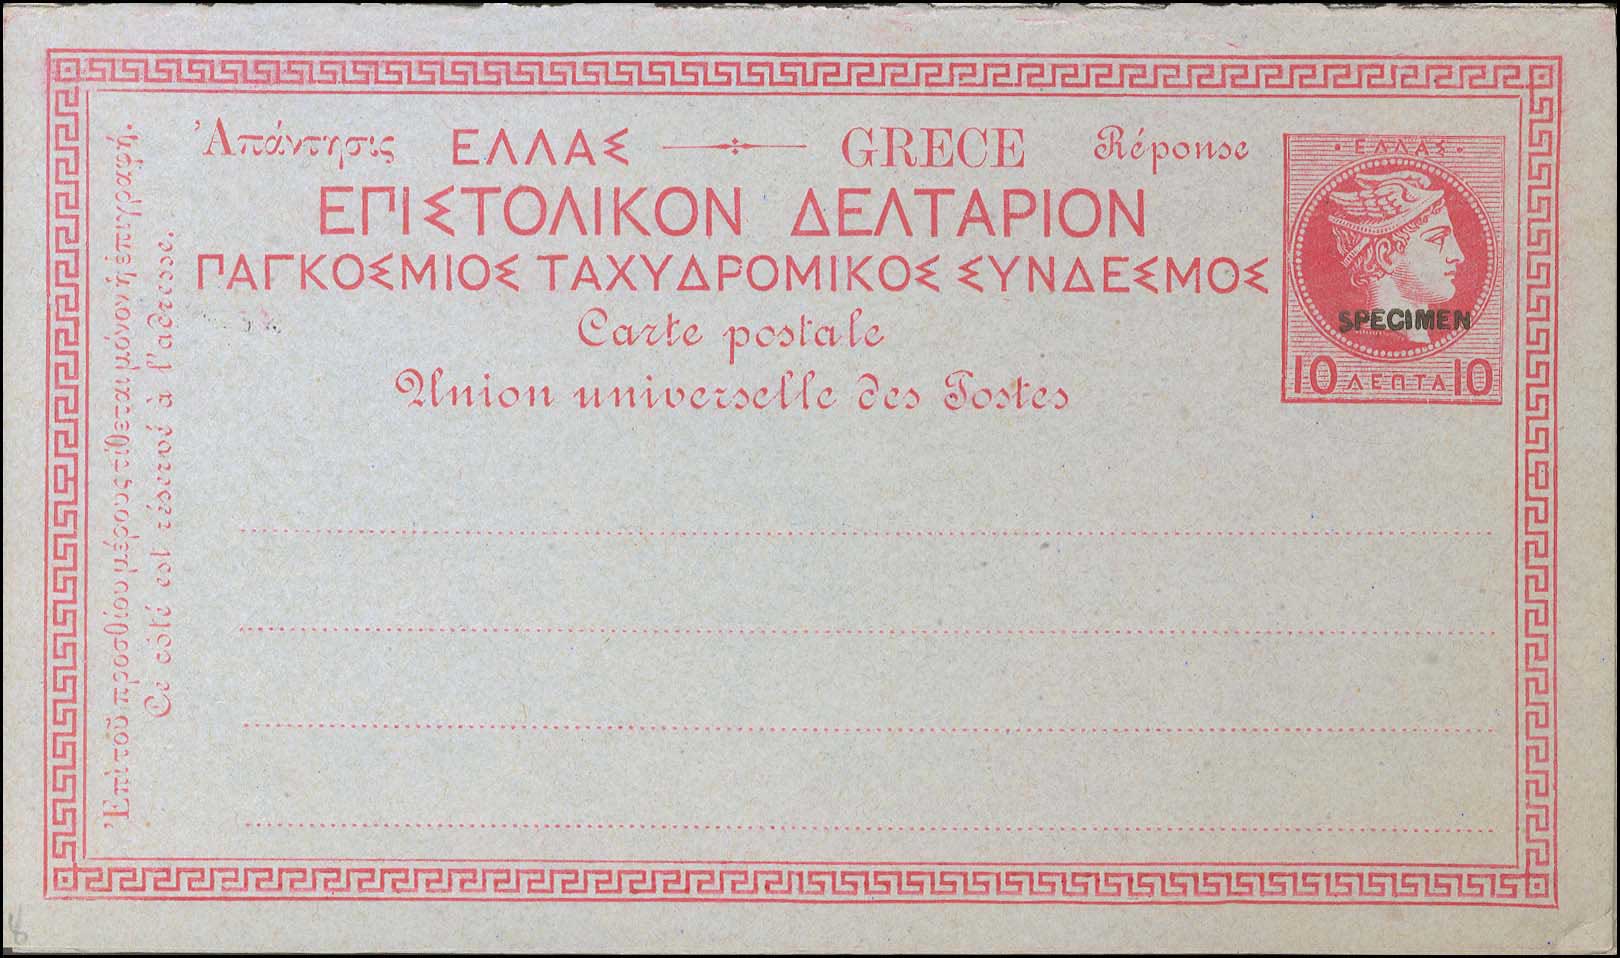 Ἀπάντησις ΕΛΛΑΣ GRECE Réponse
ΕΠΙΣΤΟΛΙΚΟΝ ΔΕΛΤΑΡΙΟΝ
ΠΑΓΚΟΣΜΙΟΣ ΤΑΧΥΔΡΟΜΙΚΟΣ ΣΥΝΔΕΣΜΟΣ
Carte postale
Union universelle des Postes
Ἐπὶ τοῦ προσθίου μέρους τίθεται μόνον ἡ ἐπιγραφή.
Ce côté est réservé à l'adresse.
ΕΛΛΑΣ
SPECIMEN
10 ΛΕΠΤΑ 10
8